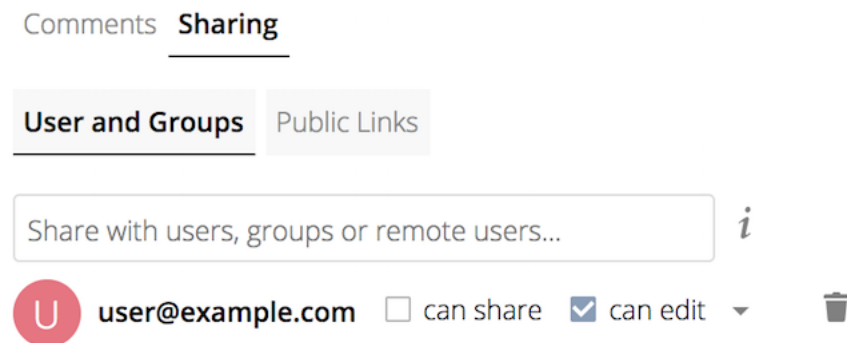 Comments Sharing
User and Groups Public Links
Share with users, groups or remote users...
i
U user@example.com can share can edit